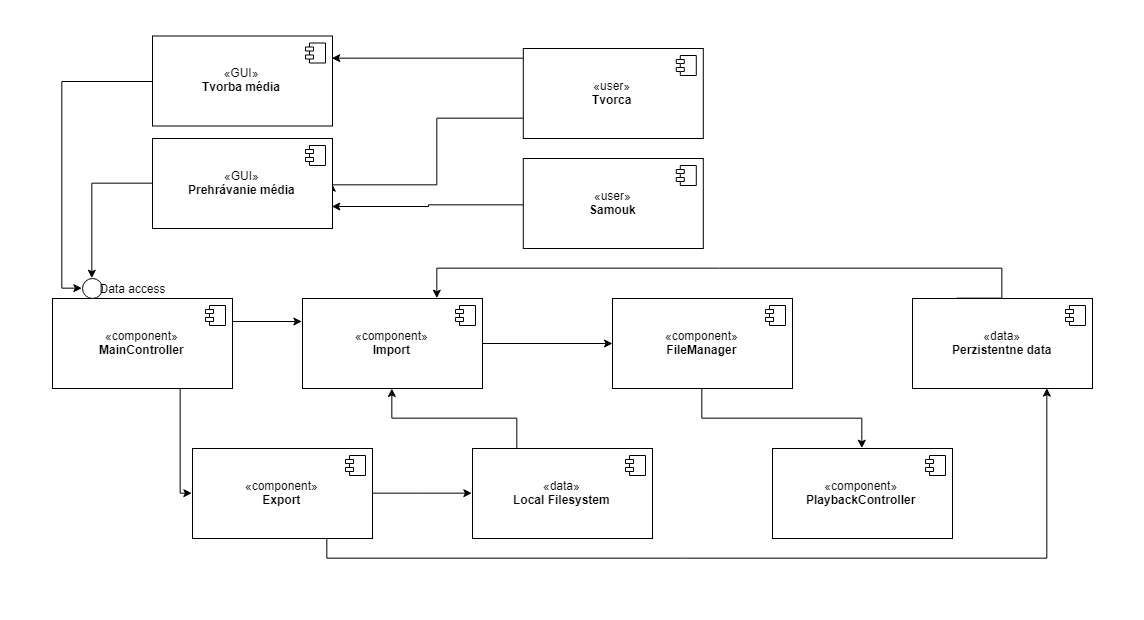 «GUI»
Tvorba média
«user»
Tvorca
«GUI»
Prehrávanie média
«user»
Samouk
Data access
«component»
MainController
«component»
Import
«component»
FileManager
«data»
Perzistentne data
«component»
Export
«data»
Local Filesystem
«component»
PlaybackController